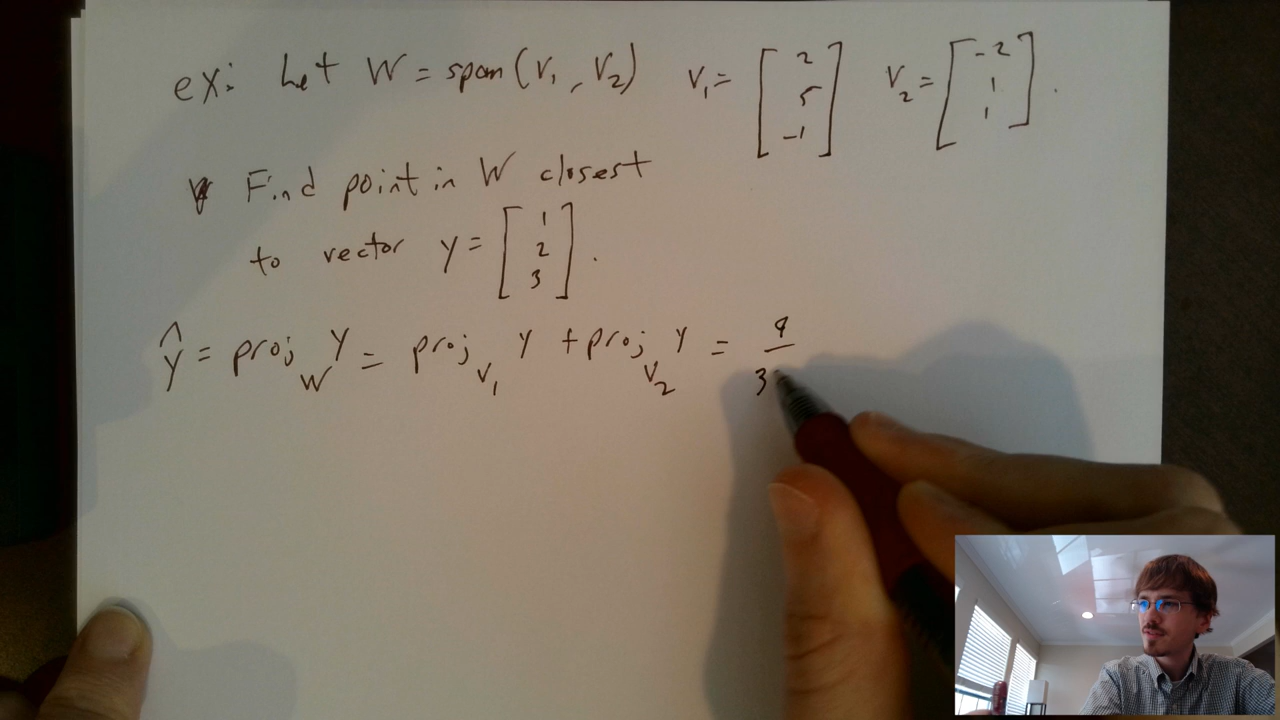 ex: Let W = span(v₁, v₂) v₁ = [2 5 -1] v₂ = [-2 1 1].
Find point in W closest
to vector y = [1 2 3].
ŷ = proj_W y = proj_v₁ y + proj_v₂ y = 9/3